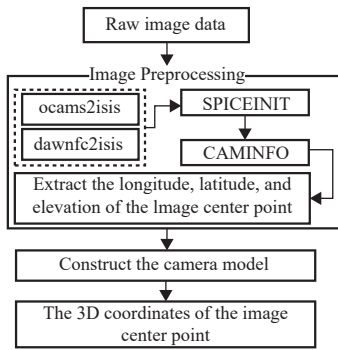 Raw image data
Image Preprocessing
ocams2isis
dawnfc2isis
SPICEINIT
CAMINFO
Extract the longitude, latitude, and
elevation of the Image center point
Construct the camera model
The 3D coordinates of the image
center point